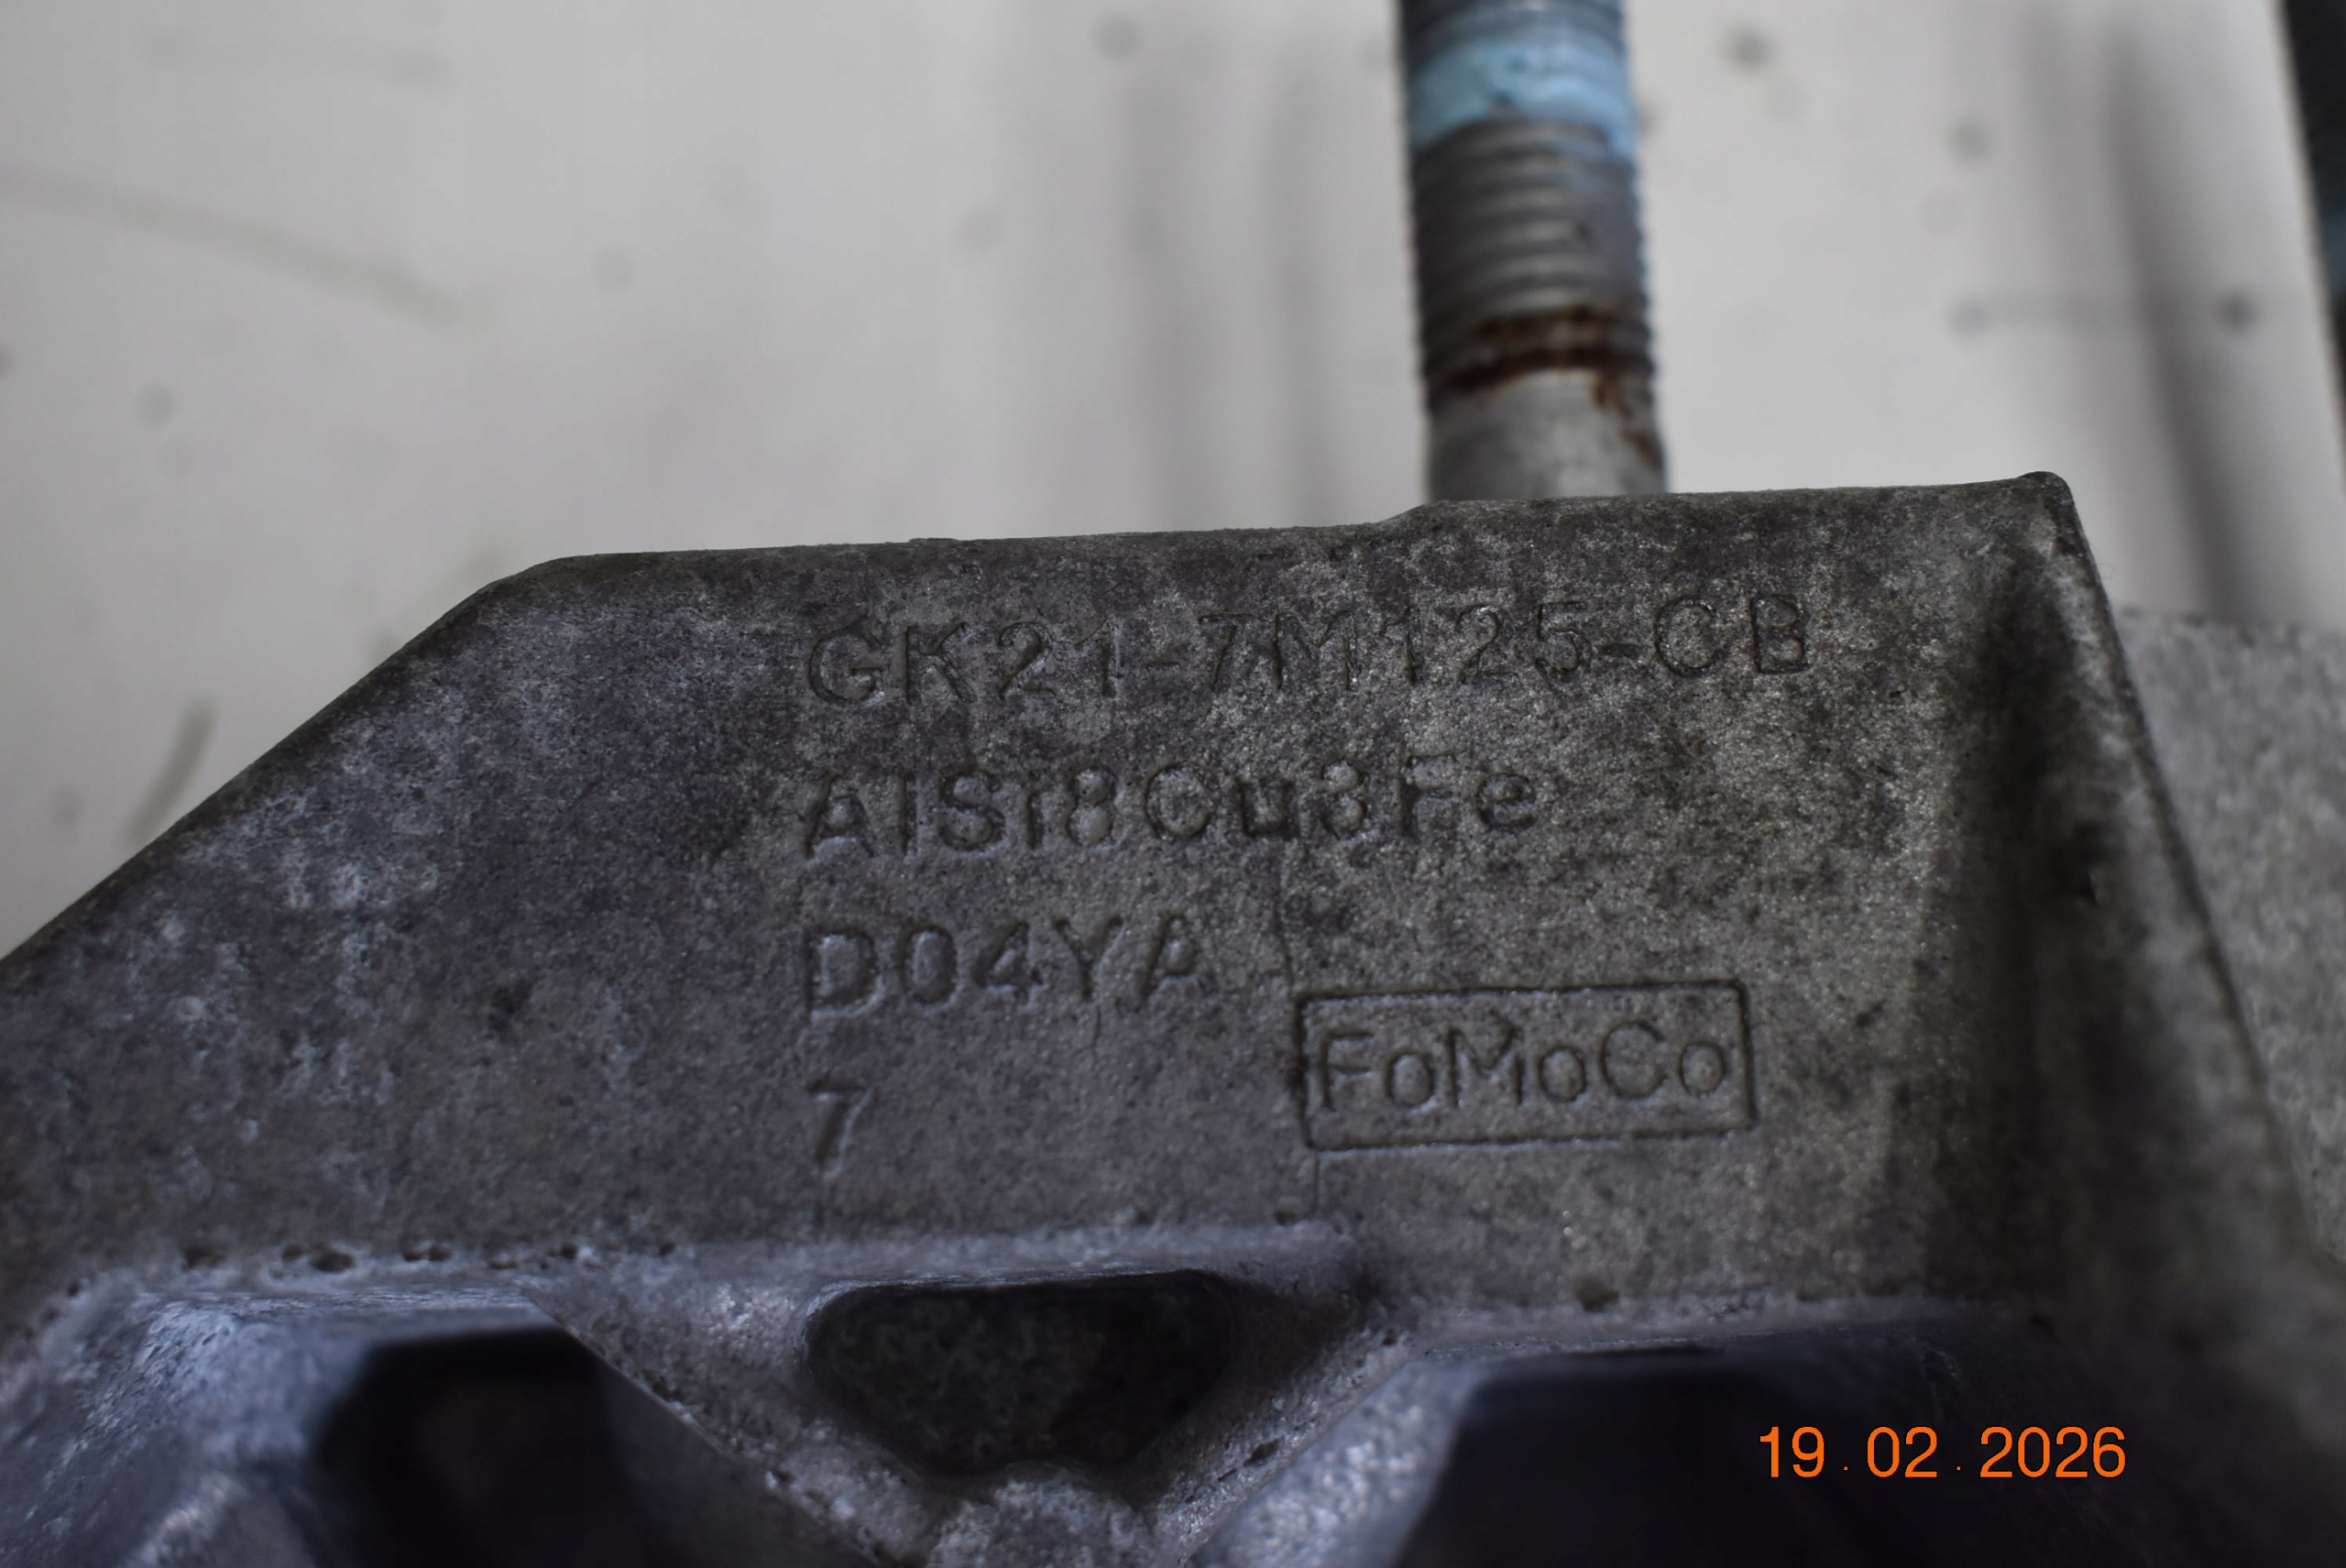 GK21-7M125-CB
AlSi8Cu3Fe
D04YA
7
FoMoCo
19.02.2026